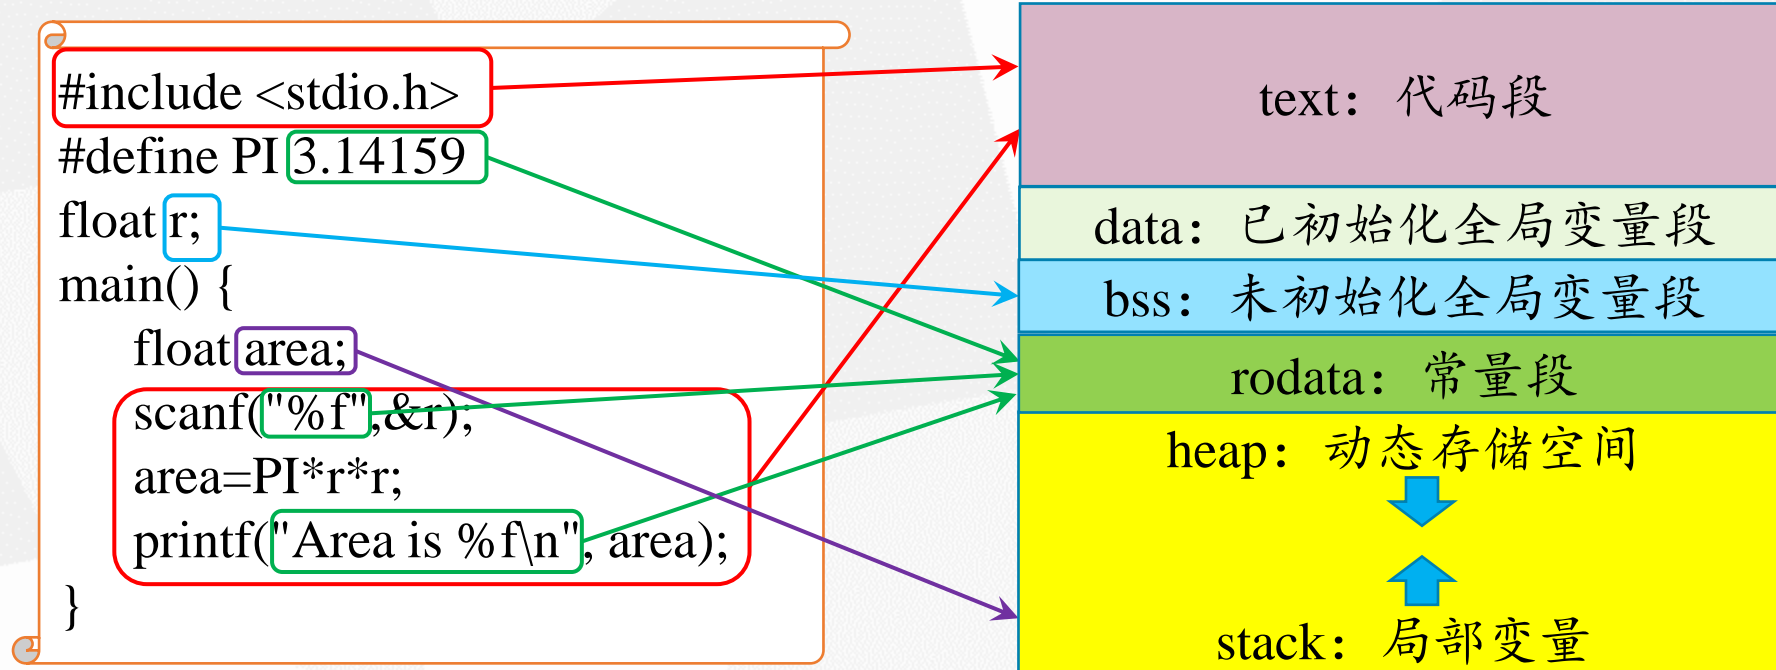 #include <stdio.h>
#define PI 3.14159
float r;
main() {
float area;
scanf("%f",&r);
area=PI*r*r;
printf("Area is %f\n", area);
}
text：代码段
data：已初始化全局变量段
bss：未初始化全局变量段
rodata：常量段
heap：动态存储空间
stack：局部变量